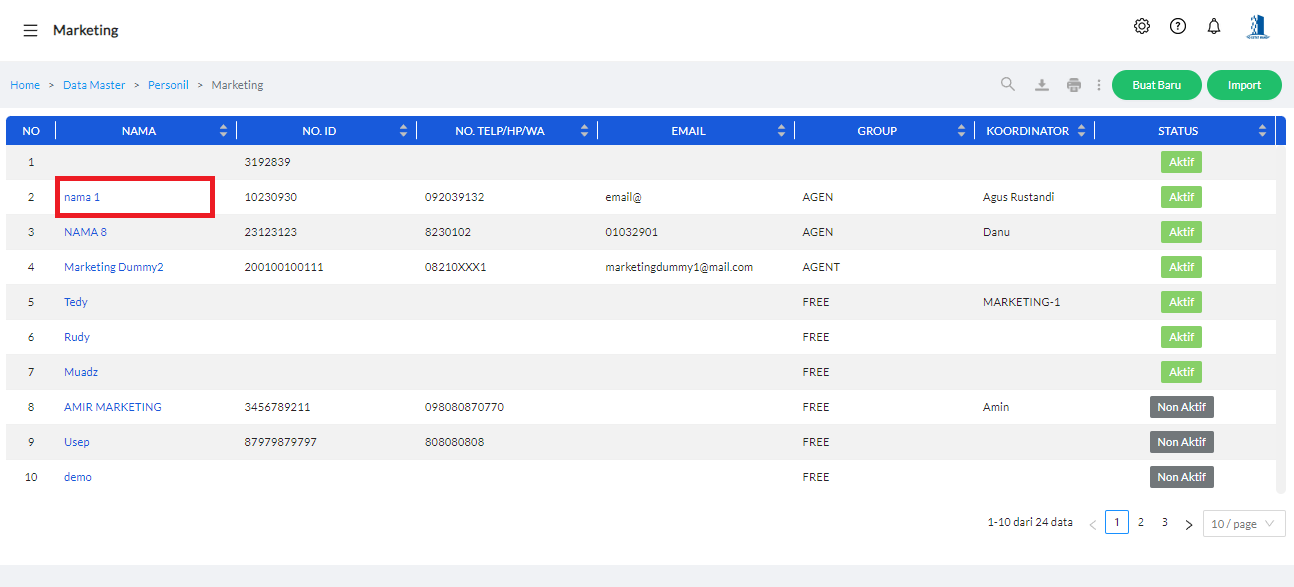 Marketing
Home > Data Master > Personil > Marketing
Buat Baru Import
NO NAMA NO. ID NO. TELP/HP/WA EMAIL GROUP KOORDINATOR STATUS
1 3192839 Aktif
2 nama 1 10230930 092039132 email@ AGEN Agus Rustandi Aktif
3 NAMA 8 23123123 8230102 01032901 AGEN Danu Aktif
4 Marketing Dummy2 200100100111 08210XXX1 marketingdummy1@mail.com AGENT Aktif
5 Tedy FREE MARKETING-1 Aktif
6 Rudy FREE Aktif
7 Muadz FREE Aktif
8 AMIR MARKETING 3456789211 098080870770 FREE Amin Non Aktif
9 Usep 87979879797 808080808 FREE Non Aktif
10 demo FREE Non Aktif
1-10 dari 24 data < 1 2 3 > 10 / page